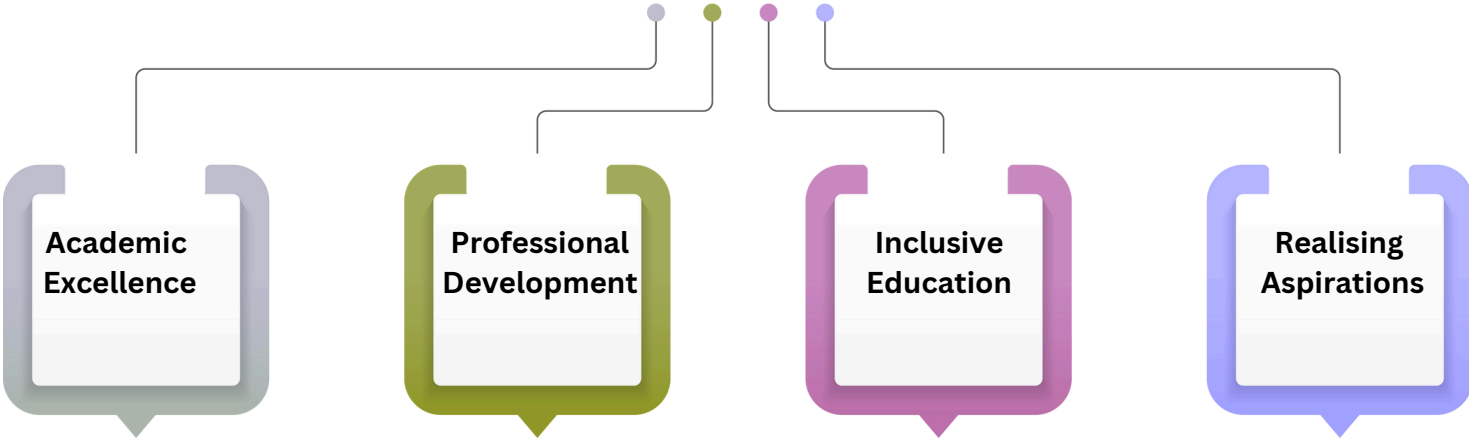 Academic
Excellence
Professional
Development
Inclusive
Education
Realising
Aspirations